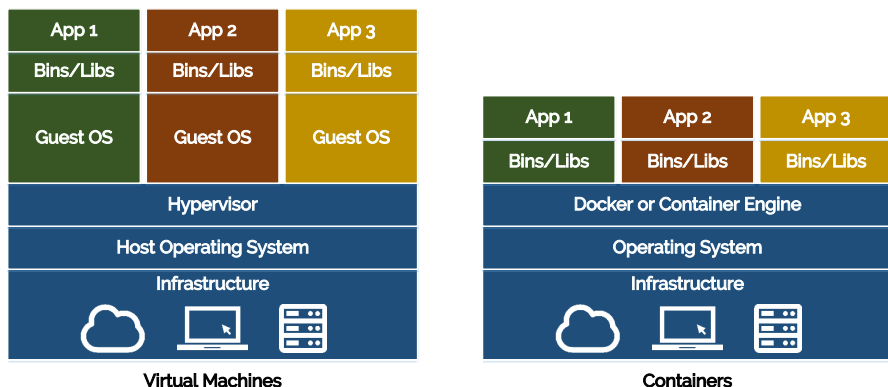 App 1
App 2
App 3
Bins/Libs
Bins/Libs
Bins/Libs
Guest OS
Guest OS
Guest OS
Hypervisor
Host Operating System
Infrastructure
Virtual Machines
App 1
App 2
App 3
Bins/Libs
Bins/Libs
Bins/Libs
Docker or Container Engine
Operating System
Infrastructure
Containers